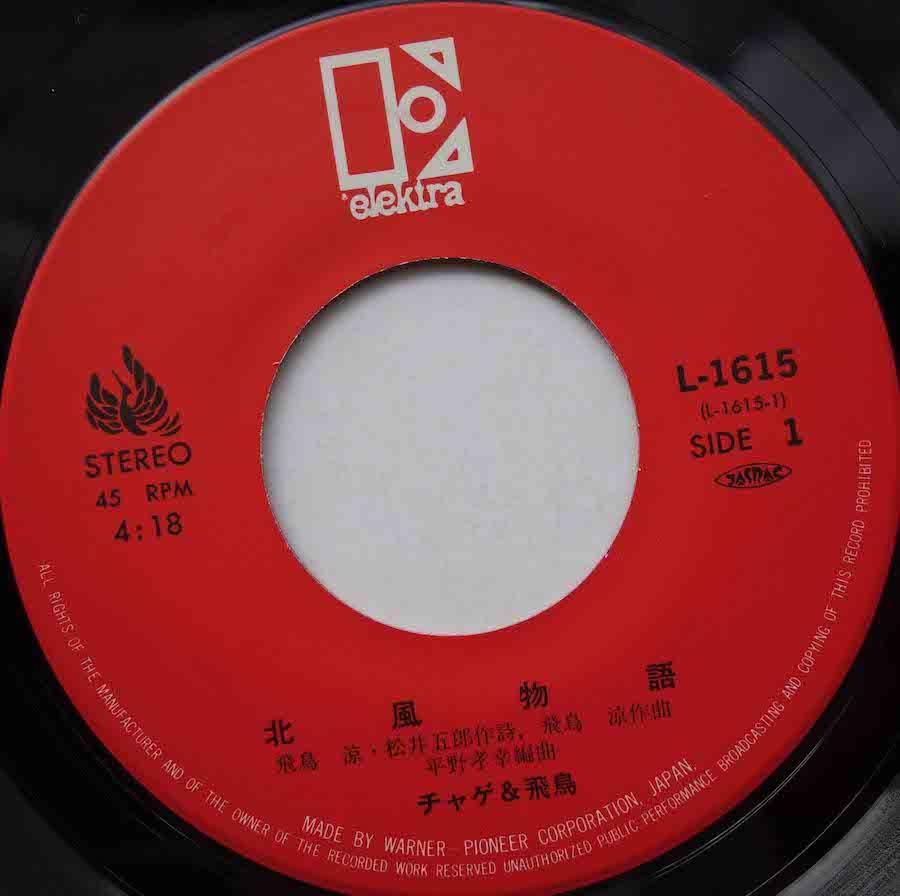 elektra
STEREO
45 RPM
4:18
L-1615
(L-1615-1)
SIDE 1
JASRAC
北風物語
飛鳥 涼・松井五郎作詩, 飛鳥 涼作曲
平野孝幸編曲
チャゲ&飛鳥
MADE BY WARNER-PIONEER CORPORATION, JAPAN.
ALL RIGHTS OF THE MANUFACTURER AND OF THE OWNER OF THE RECORDED WORK RESERVED UNAUTHORIZED PUBLIC PERFORMANCE BROADCASTING AND COPYING OF THIS RECORD PROHIBITED